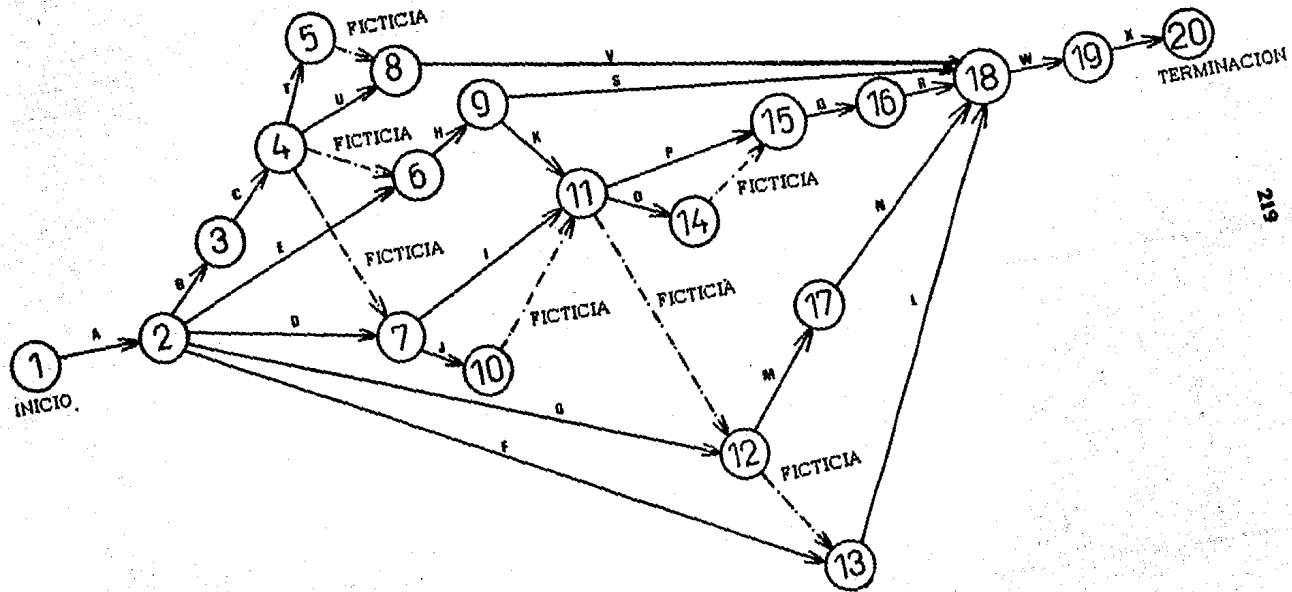 FICTICIA
5
8
V
T
U
S
9
4
FICTICIA
H
6
K
C
3
E
B
A
1
INICIO.
2
D
7
FICTICIA
I
J
10
FICTICIA
11
P
O
14
FICTICIA
15
Q
16
R
18
W
19
X
20
TERMINACION
FICTICIA
17
N
L
M
G
F
12
FICTICIA
13
219